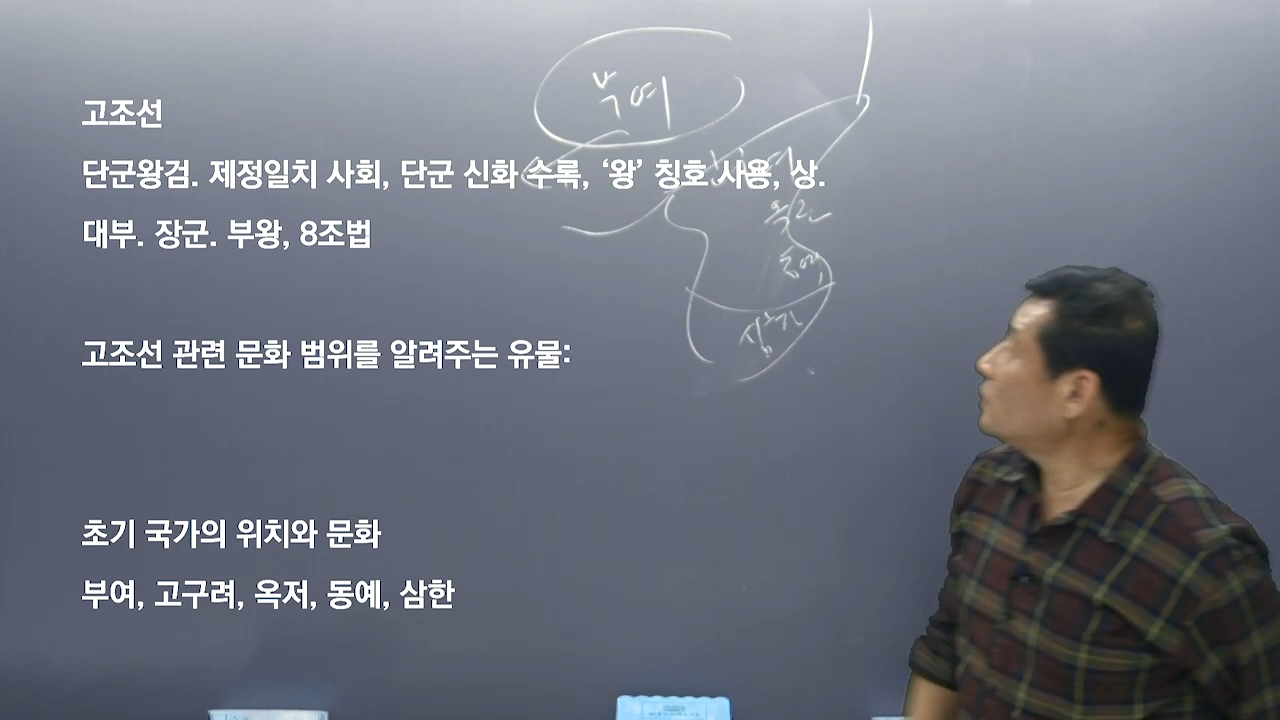 고조선
단군왕검. 제정일치 사회, 단군 신화 수록, ‘왕’ 칭호 사용, 상.
대부. 장군. 부왕, 8조법
고조선 관련 문화 범위를 알려주는 유물:
초기 국가의 위치와 문화
부여, 고구려, 옥저, 동예, 삼한
부여
동예